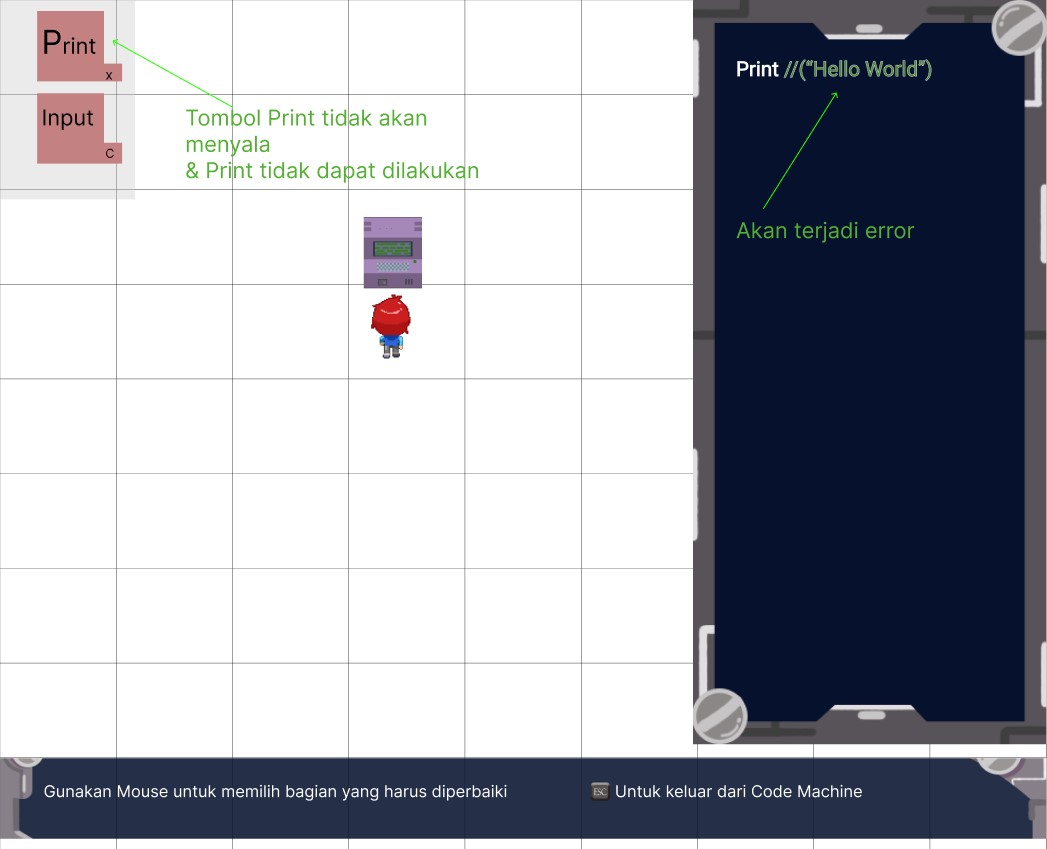 Print
x
Input
C
Tombol Print tidak akan
menyala
& Print tidak dapat dilakukan
Print //(“Hello World”)
Akan terjadi error
Gunakan Mouse untuk memilih bagian yang harus diperbaiki
ESC Untuk keluar dari Code Machine